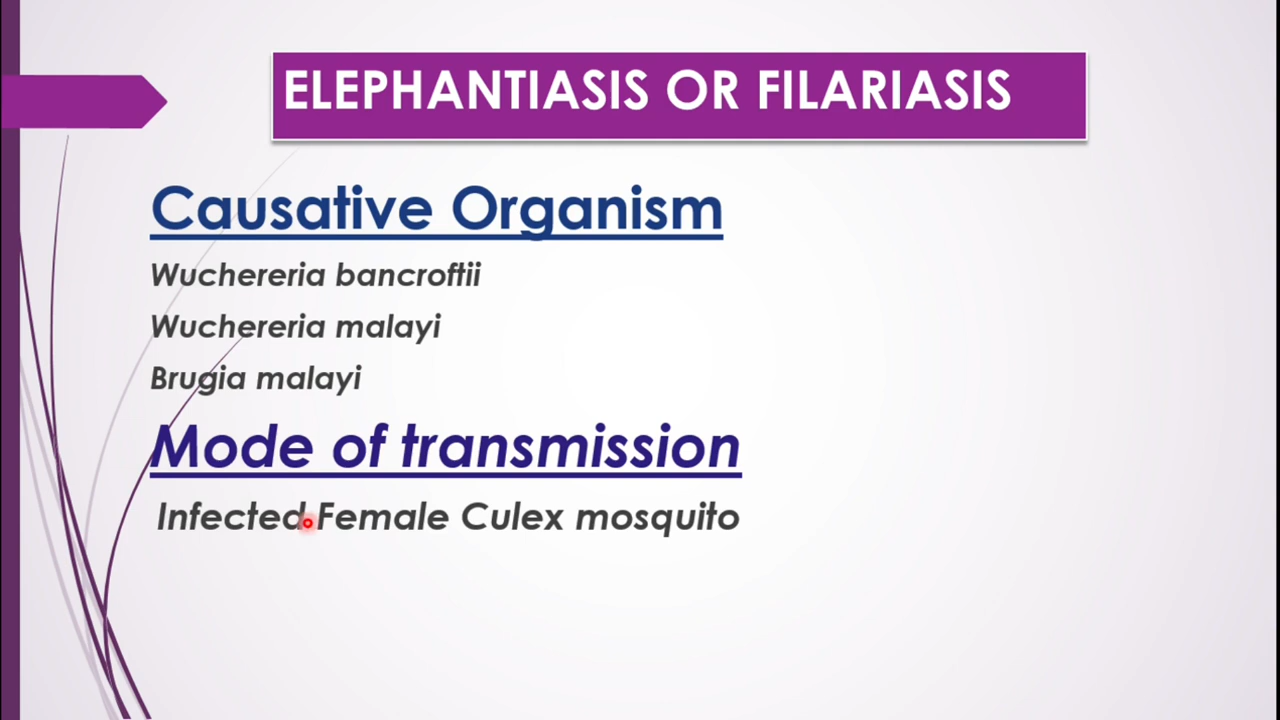 ELEPHANTIASIS OR FILARIASIS
Causative Organism
Wuchereria bancroftii
Wuchereria malayi
Brugia malayi
Mode of transmission
Infected Female Culex mosquito